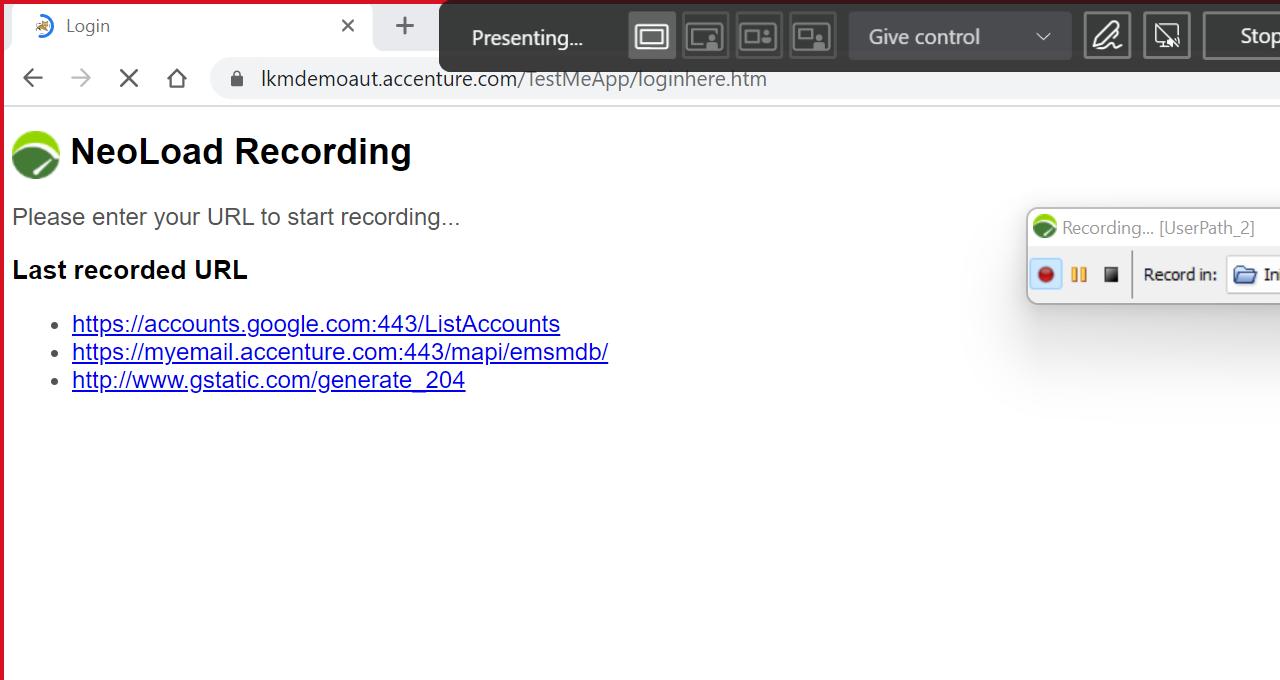 Login
Presenting...
Give control
Stop
lkmdemoaut.accenture.com/TestMeApp/loginhere.htm
NeoLoad Recording
Please enter your URL to start recording...
Recording... [UserPath_2]
Last recorded URL
Record in:
Ini
https://accounts.google.com:443/ListAccounts
https://myemail.accenture.com:443/mapi/emsmdb/
http://www.gstatic.com/generate_204